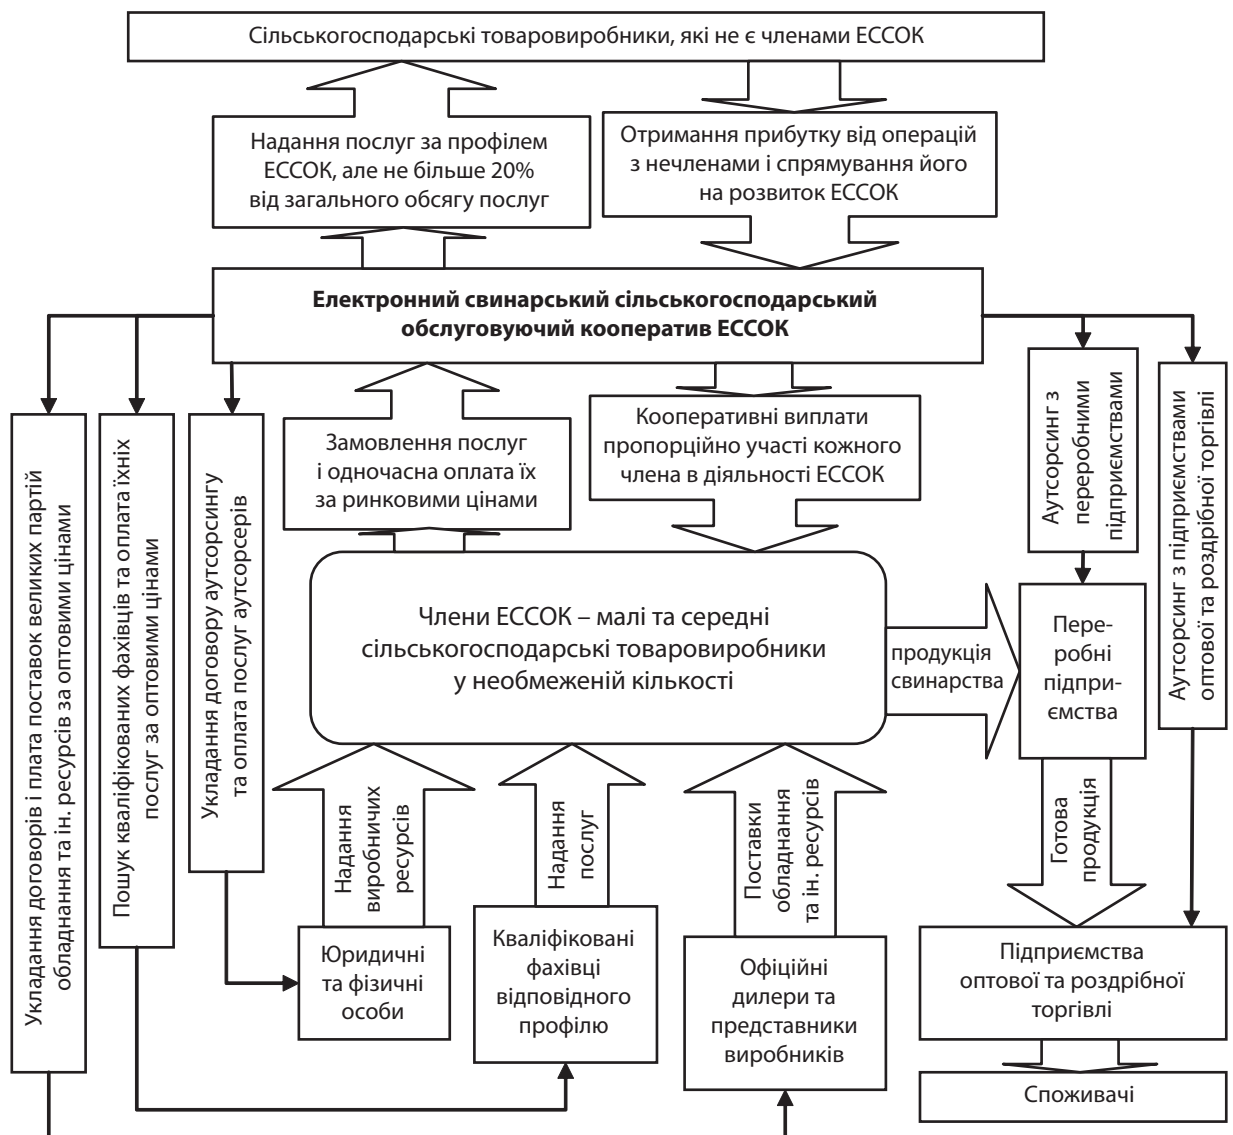 Сільськогосподарські товаровиробники, які не є членами ЕССОК
Надання послуг за профілем
ЕССОК, але не більше 20%
від загального обсягу послуг
Отримання прибутку від операцій
з нечленами і спрямування його
на розвиток ЕССОК
Електронний свинарський сільськогосподарський
обслуговуючий кооператив ЕССОК
Укладання договорів і плата поставок великих партій
обладнання та ін. ресурсів за оптовими цінами
Пошук кваліфікованих фахівців та оплата їхніх
послуг за оптовими цінами
Укладання договору аутсорсингу
та оплата послуг аутсорсерів
Замовлення послуг
і одночасна оплата їх
за ринковими цінами
Кооперативні виплати
пропорційно участі кожного
члена в діяльності ЕССОК
Аутсорсинг з
переробними
підприємствами
Аутсорсинг з підприємствами
оптової та роздрібної торгівлі
Члени ЕССОК – малі та середні
сільськогосподарські товаровиробники
у необмеженій кількості
продукція
свинарства
Пере-
робні
підпри-
ємства
Надання
виробничих
ресурсів
Надання
послуг
Поставки
обладнання
та ін. ресурсів
Готова
продукція
Юридичні
та фізичні
особи
Кваліфіковані
фахівці
відповідного
профілю
Офіційні
дилери та
представники
виробників
Підприємства
оптової та роздрібної
торгівлі
Споживачі